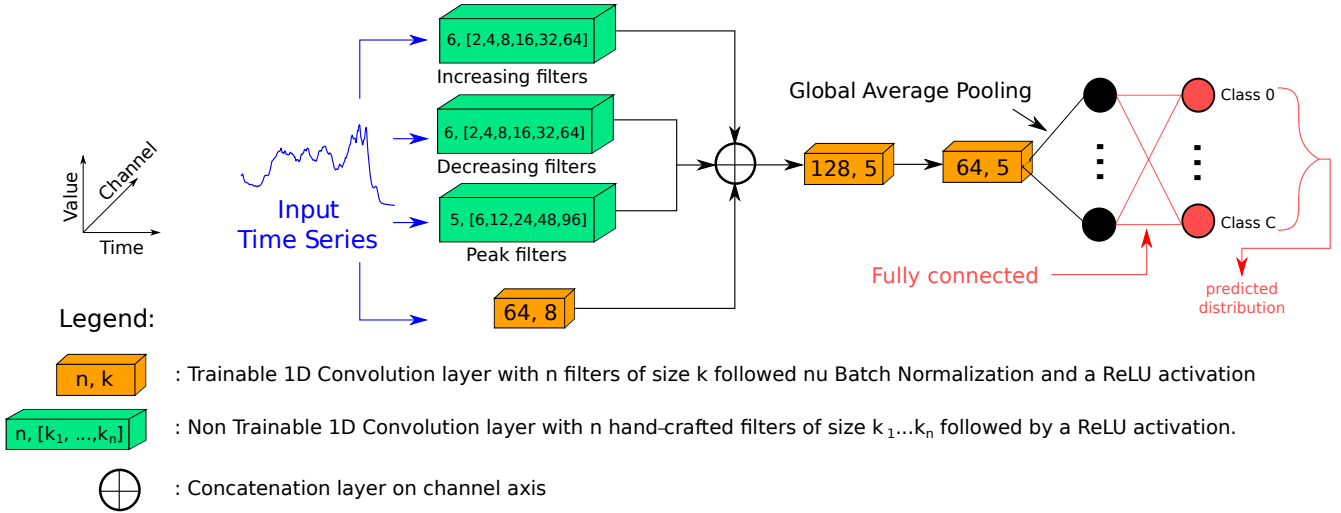 6, [2,4,8,16,32,64]
Increasing filters
6, [2,4,8,16,32,64]
Decreasing filters
5, [6,12,24,48,96]
Peak filters
64, 8
Value
Channel
Time
Input
Time Series
128, 5
64, 5
Global Average Pooling
Class 0
Class C
Fully connected
predicted
distribution
Legend:
n, k
: Trainable 1D Convolution layer with n filters of size k followed nu Batch Normalization and a ReLU activation
n, [k1, ...,kn]
: Non Trainable 1D Convolution layer with n hand-crafted filters of size k1...kn followed by a ReLU activation.
: Concatenation layer on channel axis